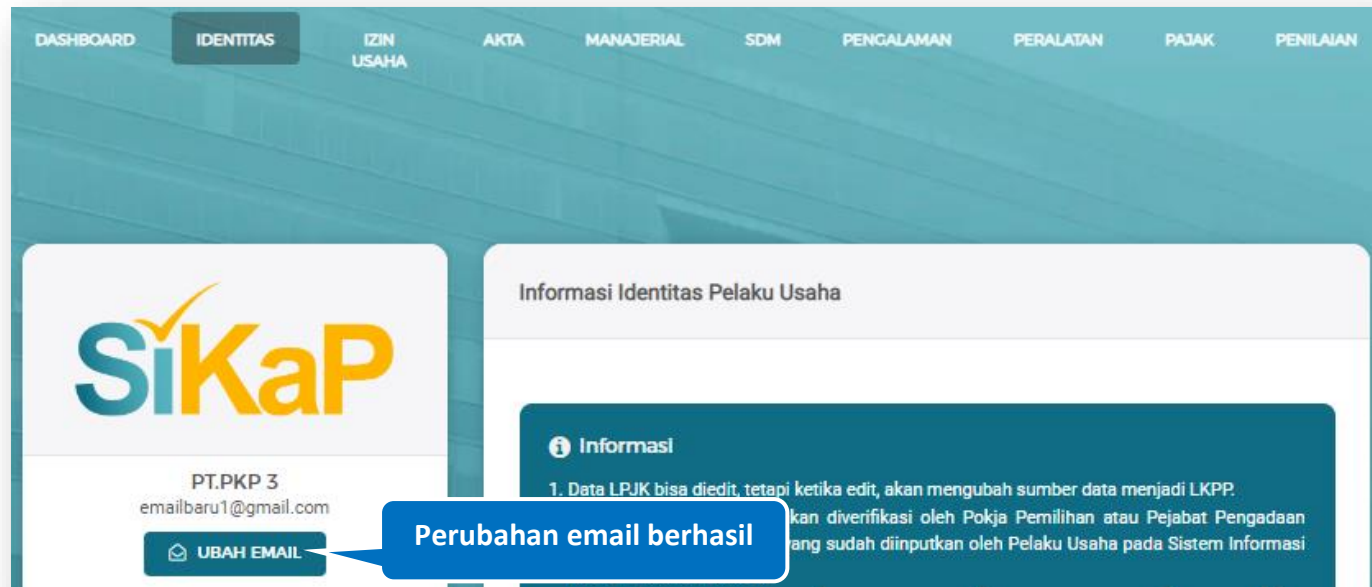 DASHBOARD IDENTITAS IZIN USAHA AKTA MANAJERIAL SDM PENGALAMAN PERALATAN PAJAK PENILAIAN
SiKaP
PT.PKP 3
emailbaru1@gmail.com
UBAH EMAIL
Perubahan email berhasil
Informasi Identitas Pelaku Usaha
Informasi
1. Data LPJK bisa diedit, tetapi ketika edit, akan mengubah sumber data menjadi LKPP.
kan diverifikasi oleh Pokja Pemilihan atau Pejabat Pengadaan
yang sudah diinputkan oleh Pelaku Usaha pada Sistem Informasi